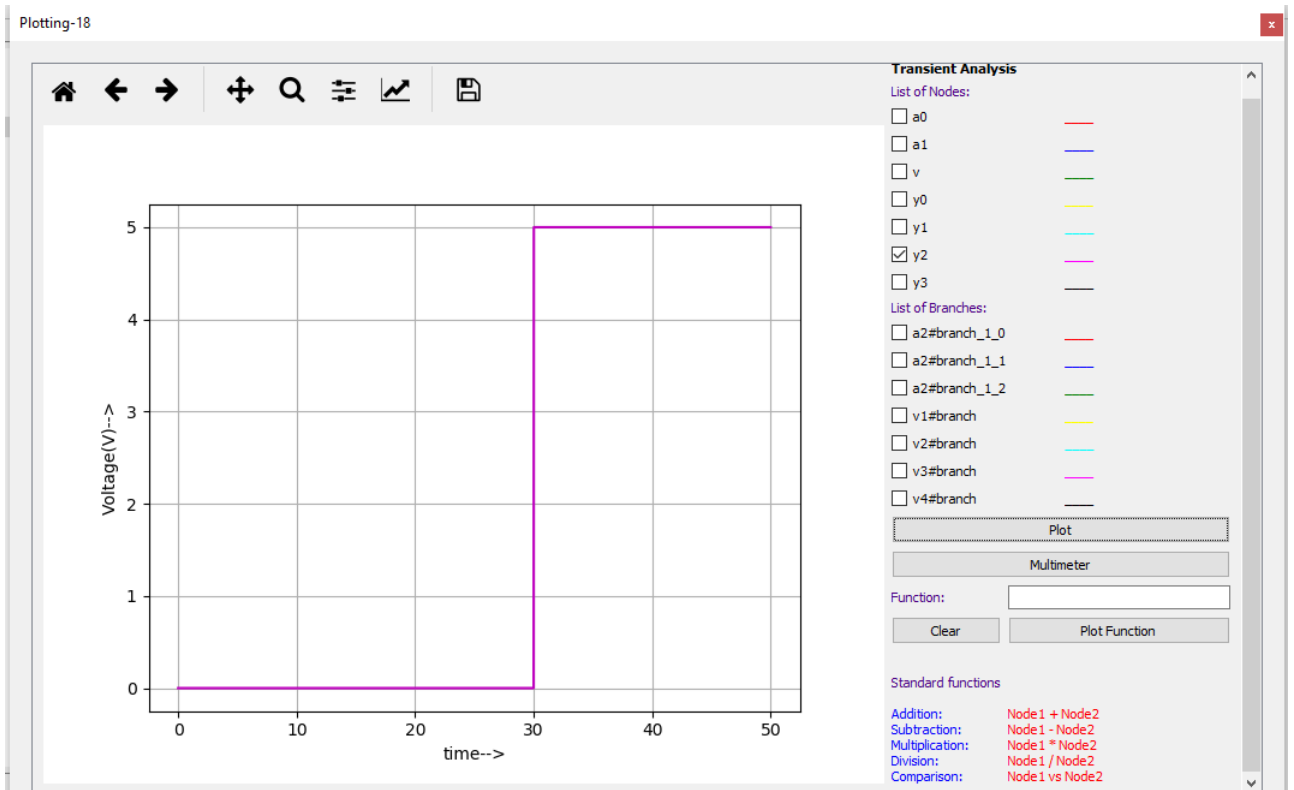 Plotting-18
x
Transient Analysis
List of Nodes:
a0
a1
v
y0
y1
y2
y3
List of Branches:
a2#branch_1_0
a2#branch_1_1
a2#branch_1_2
v1#branch
v2#branch
v3#branch
v4#branch
Plot
Multimeter
Function:
Clear Plot Function
Standard functions
Addition: Node1 + Node2
Subtraction: Node1 - Node2
Multiplication: Node1 * Node2
Division: Node1 / Node2
Comparison: Node1 vs Node2
Voltage(V)-->
5
4
3
2
1
0
0 10 20 30 40 50
time-->